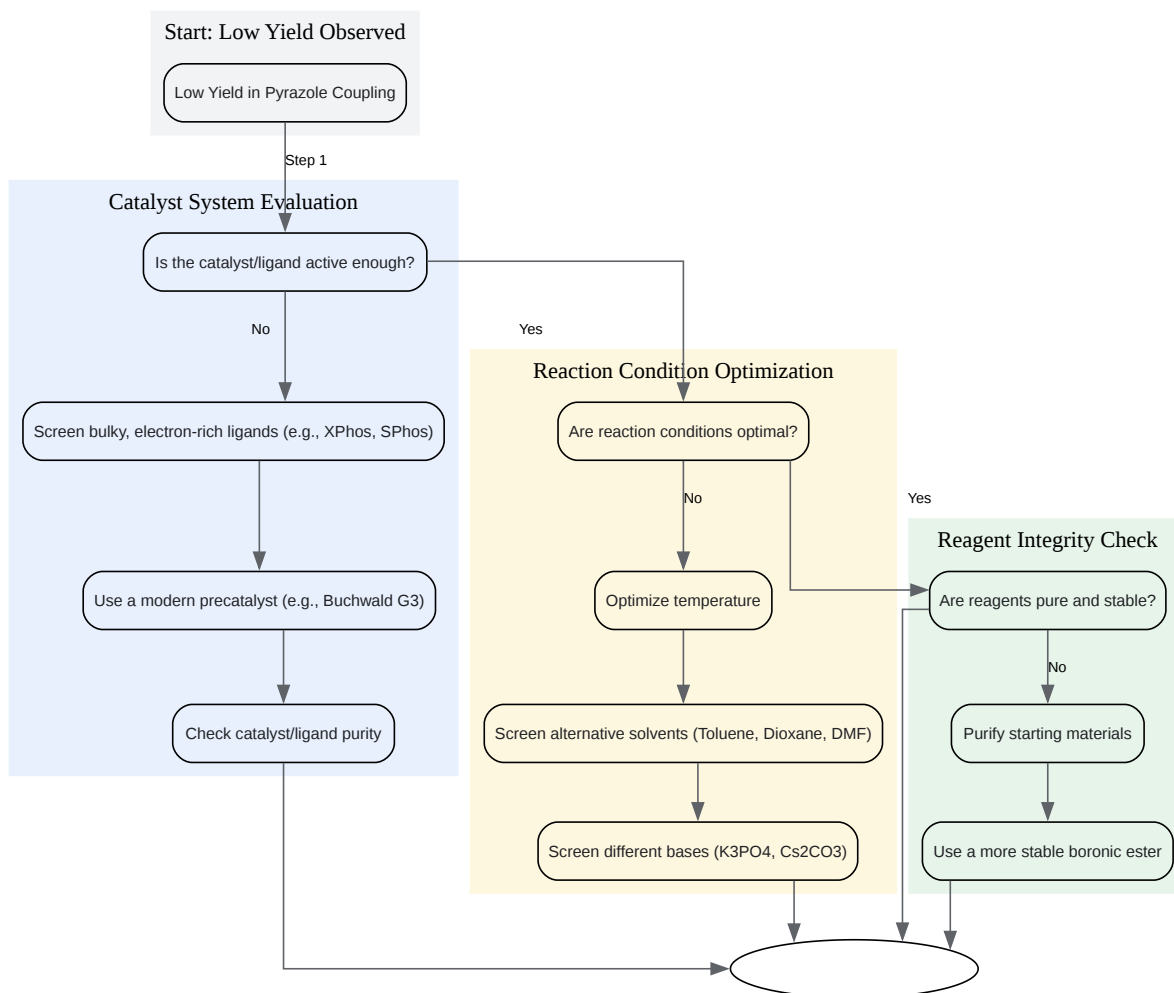 Start: Low Yield Observed
Low Yield in Pyrazole Coupling
Step 1
Catalyst System Evaluation
Is the catalyst/ligand active enough?
No
Yes
Screen bulky, electron-rich ligands (e.g., XPhos, SPhos)
Use a modern precatalyst (e.g., Buchwald G3)
Check catalyst/ligand purity
Reaction Condition Optimization
Are reaction conditions optimal?
No
Yes
Optimize temperature
Screen alternative solvents (Toluene, Dioxane, DMF)
Screen different bases (K3PO4, Cs2CO3)
Reagent Integrity Check
Are reagents pure and stable?
No
Purify starting materials
Use a more stable boronic ester